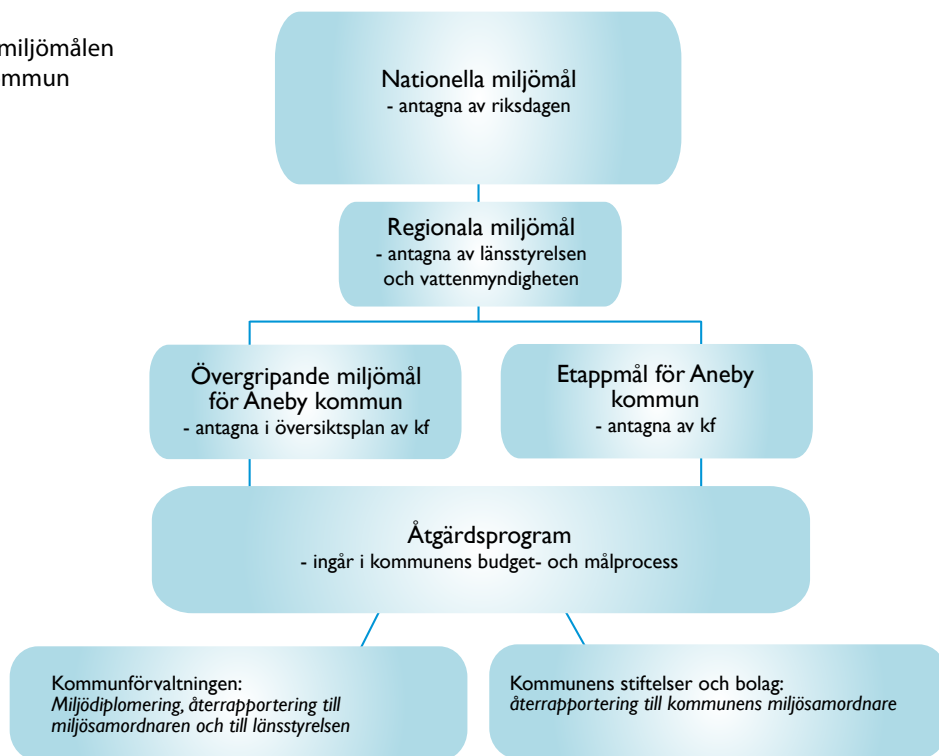 miljömålen
Nationella miljömål
- antagna av riksdagen
Regionala miljömål
- antagna av länsstyrelsen
och vattenmyndigheten
Övergripande miljömål
för Aneby kommun
- antagna i översiktsplan av kf
Etappmål för Aneby
kommun
- antagna av kf
Åtgärdsprogram
- ingår i kommunens budget- och målprocess
Kommunförvaltningen:
Miljödiplomering, återrapportering till
miljösamordnaren och till länsstyrelsen
Kommunens stiftelser och bolag:
återrapportering till kommunens miljösamordnare